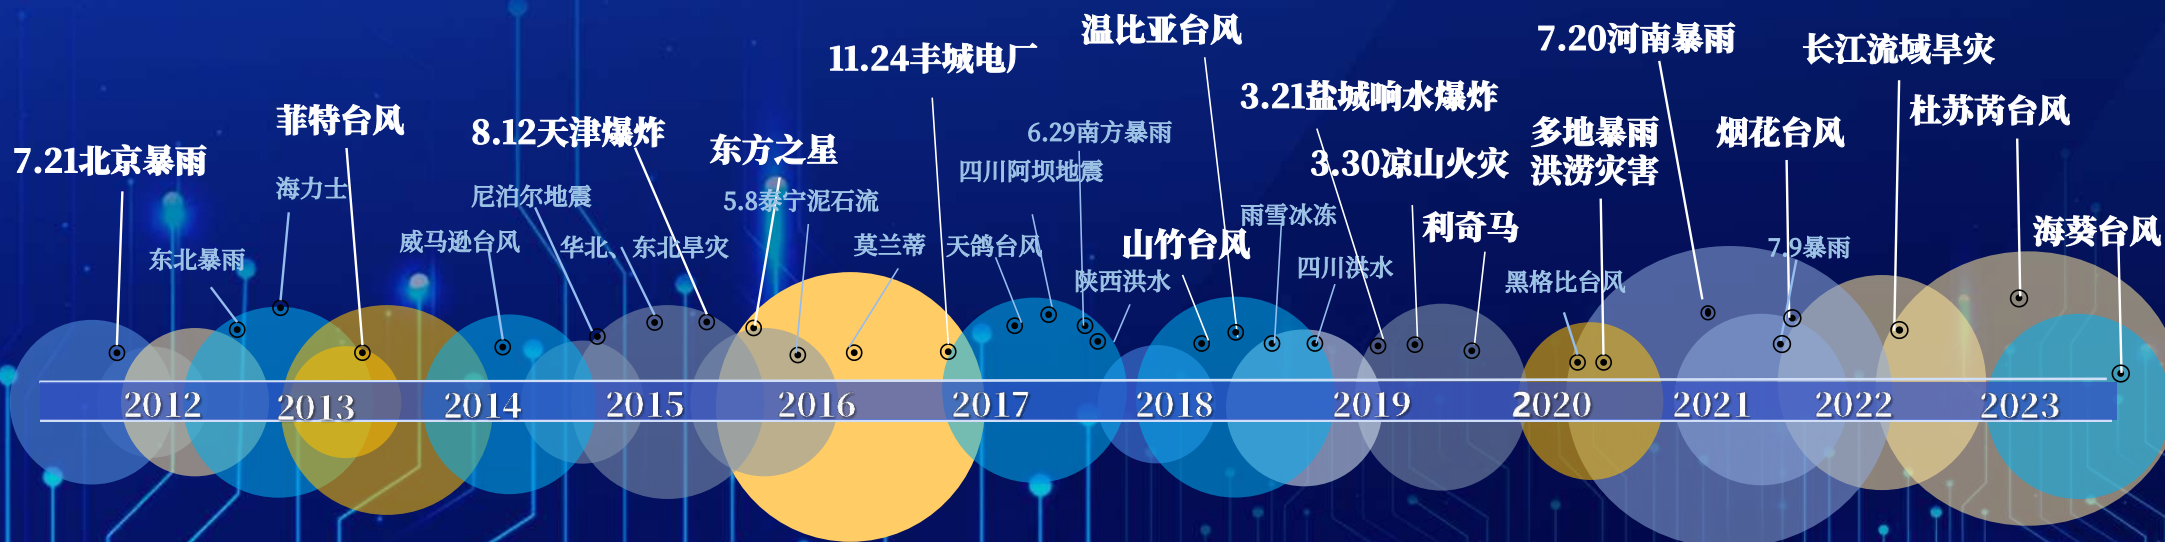 7.21北京暴雨
东北暴雨
海力士
菲特台风
威马逊台风
8.12天津爆炸
尼泊尔地震
华北、东北旱灾
东方之星
5.8泰宁泥石流
莫兰蒂
11.24丰城电厂
天鸽台风
四川阿坝地震
6.29南方暴雨
陕西洪水
山竹台风
温比亚台风
雨雪冰冻
四川洪水
3.21盐城响水爆炸
3.30凉山火灾
利奇马
黑格比台风
多地暴雨
洪涝灾害
7.20河南暴雨
烟花台风
7.9暴雨
长江流域旱灾
杜苏芮台风
海葵台风
2012
2013
2014
2015
2016
2017
2018
2019
2020
2021
2022
2023